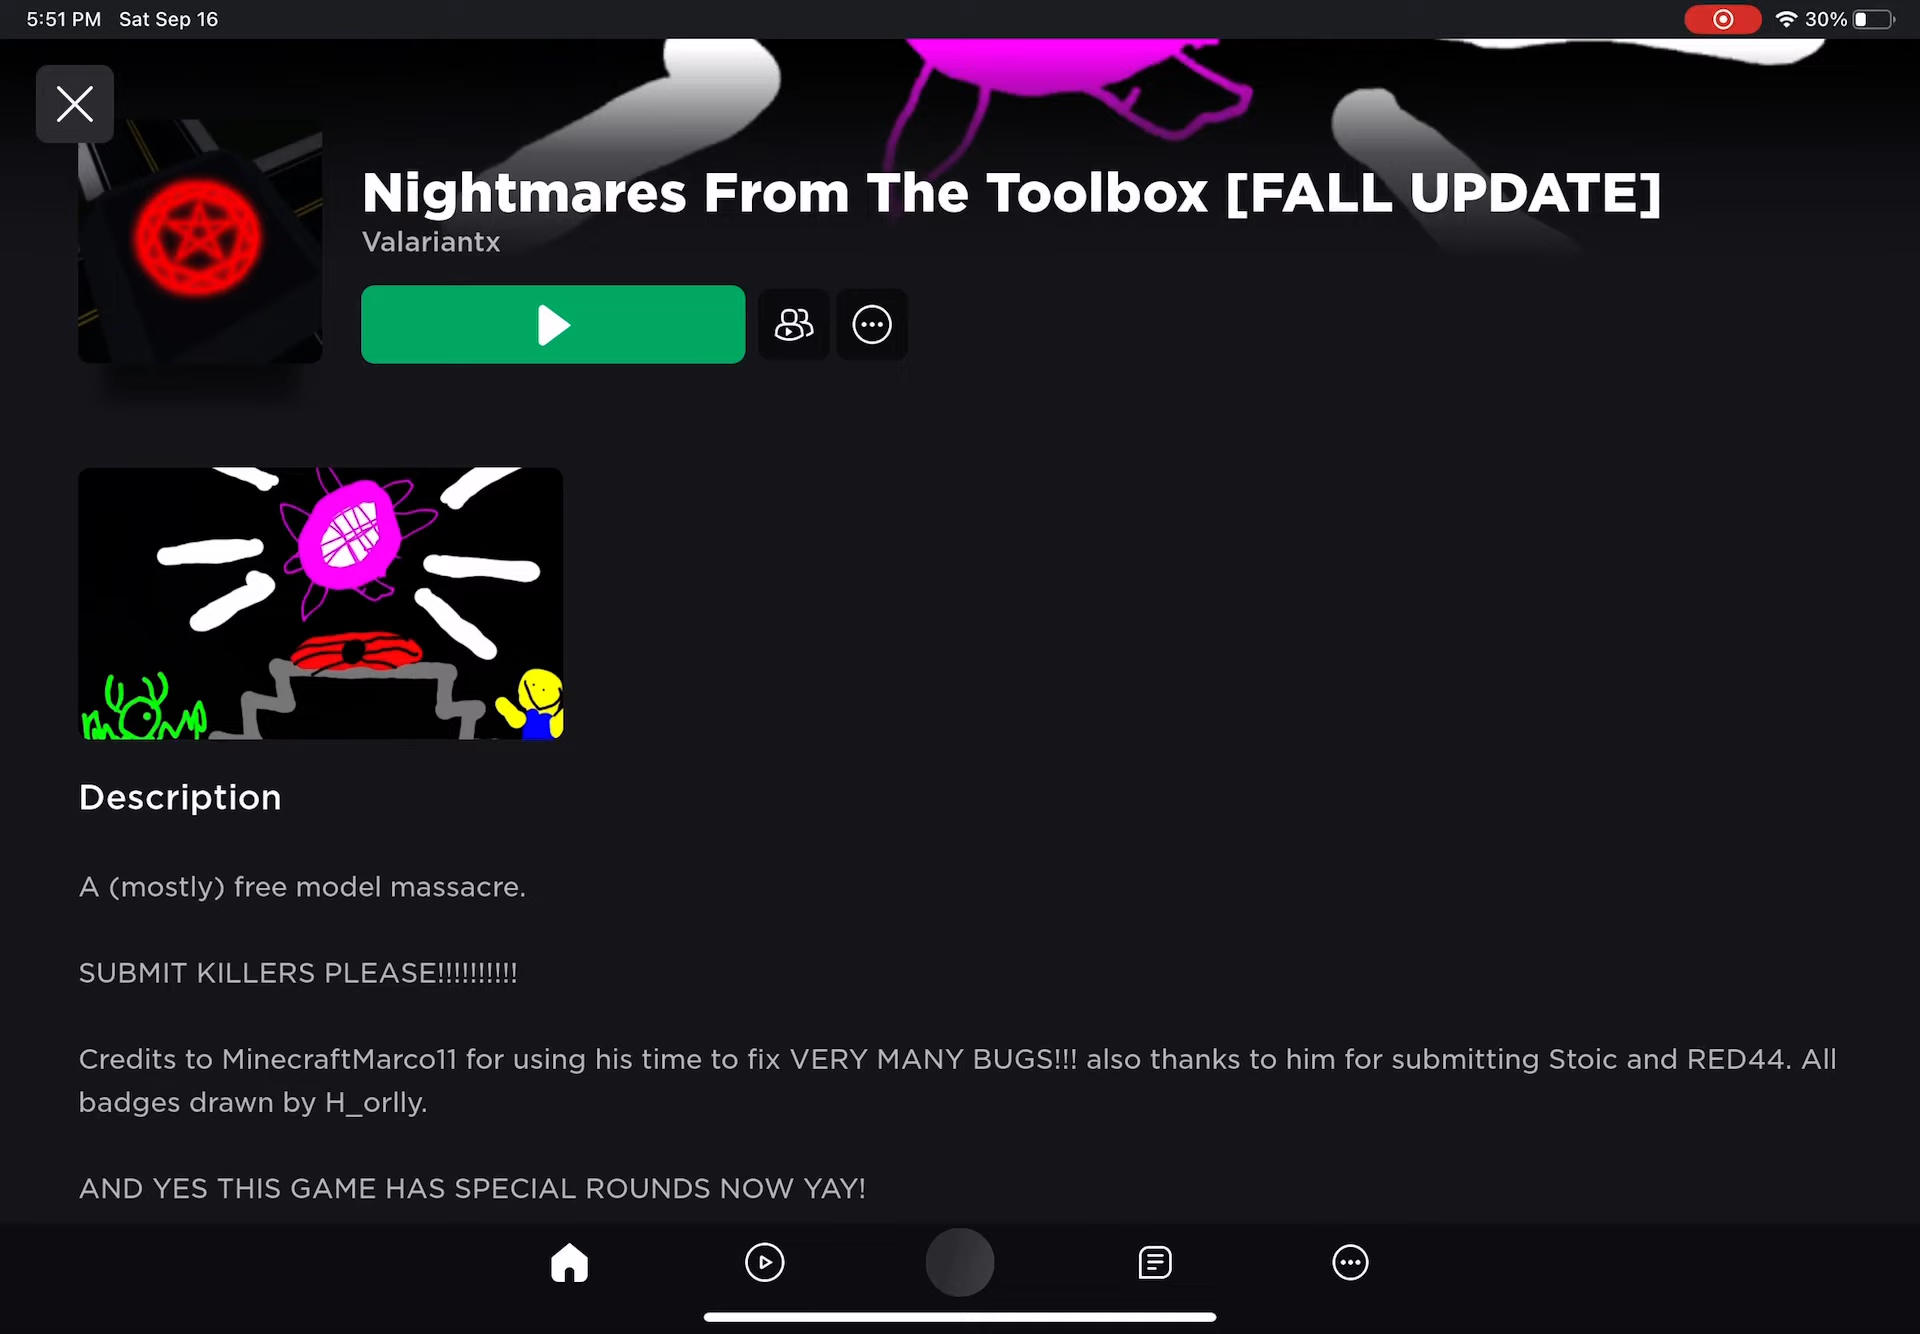 5:51 PM Sat Sep 16
30%
Nightmares From The Toolbox [FALL UPDATE]
Valariantx
Description
A (mostly) free model massacre.
SUBMIT KILLERS PLEASE!!!!!!!!!!
Credits to MinecraftMarco11 for using his time to fix VERY MANY BUGS!!! also thanks to him for submitting Stoic and RED44. All
badges drawn by H_orlly.
AND YES THIS GAME HAS SPECIAL ROUNDS NOW YAY!